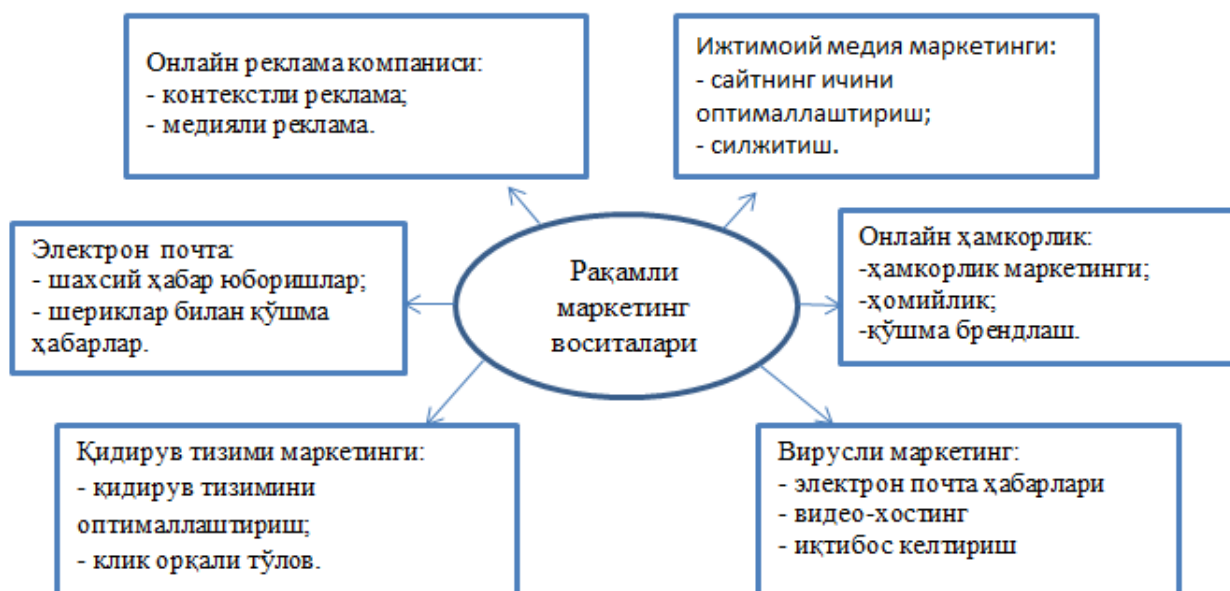 Онлайн реклама компаниси:
- контекстли реклама;
- медияли реклама.
Ижтимоий медия маркетинги:
- сайтнинг ичини
оптималлаштириш;
- силжитиш.
Электрон почта:
- шахсий ҳабар юборишлар;
- шериклар билан қўшма
ҳабарлар.
Рақамли
маркетинг
воситалари
Онлайн ҳамкорлик:
-ҳамкорлик маркетинги;
-ҳомийлик;
-қўшма брендлаш.
Қидирув тизими маркетинги:
- қидирув тизимини
оптималлаштириш;
- клик орқали тўлов.
Вирусли маркетинг:
- электрон почта ҳабарлари
- видео-хостинг
- иқтибос келтириш